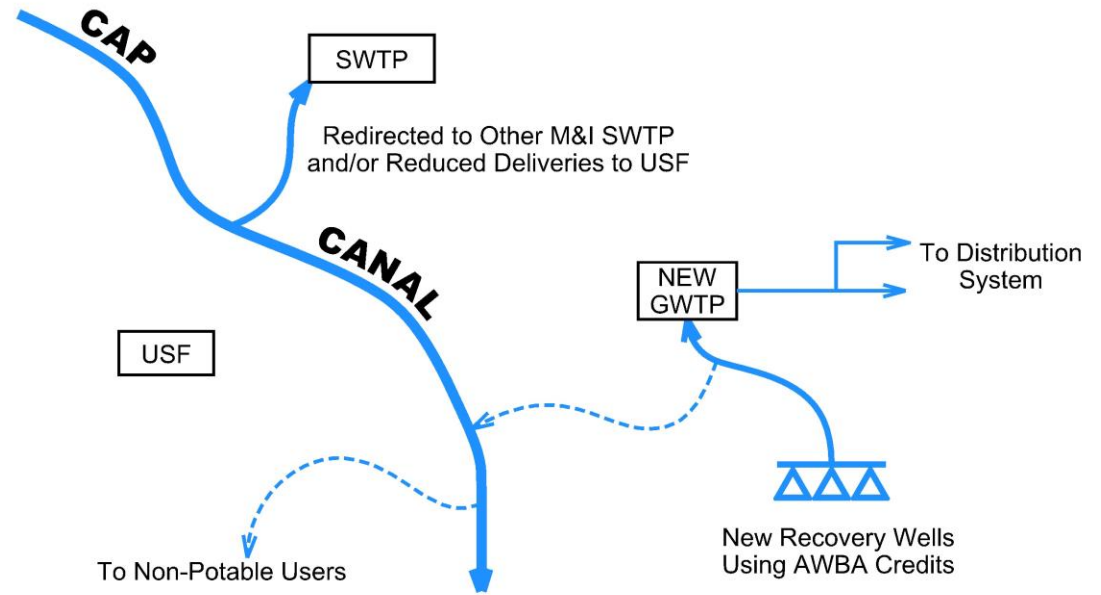 CAP
SWTP
Redirected to Other M&I SWTP
and/or Reduced Deliveries to USF
CANAL
NEW
GWTP
To Distribution
System
USF
New Recovery Wells
Using AWBA Credits
To Non-Potable Users